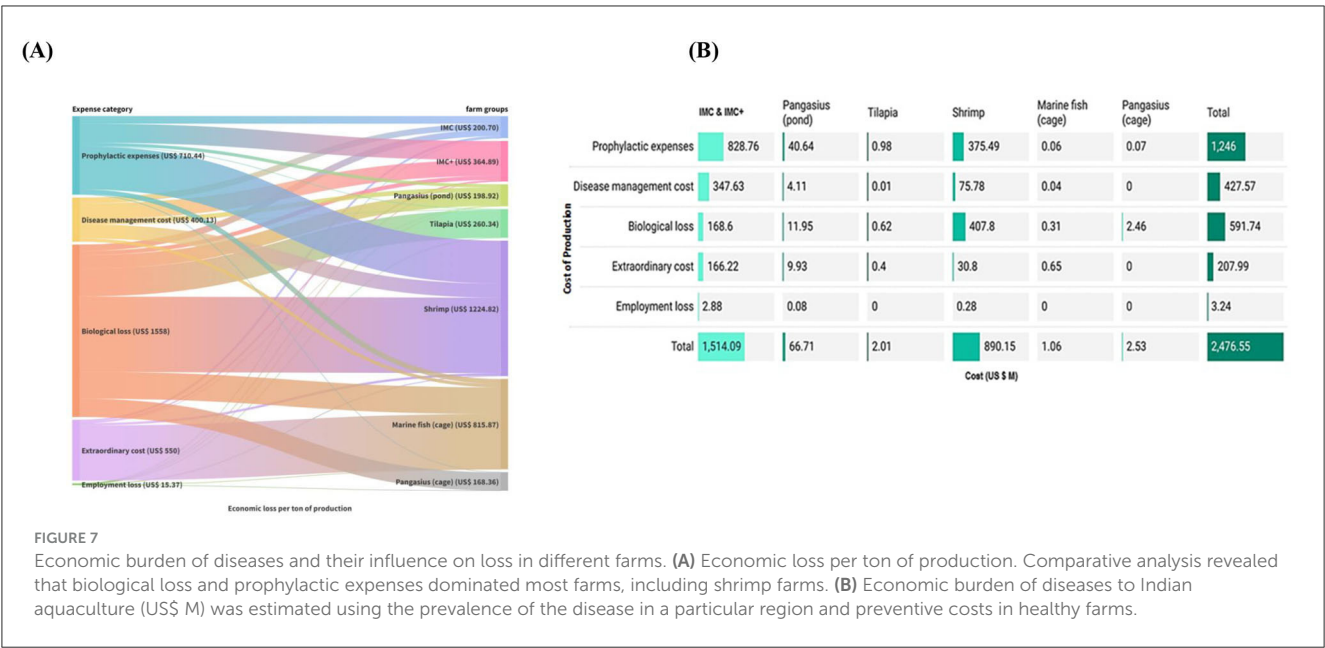 (A)
Expense category
farm groups
Prophylactic expenses (US$ 710.44)
Disease management cost (US$ 400.13)
Biological loss (US$ 1558)
Extraordinary cost (US$ 550)
Employment loss (US$ 15.37)
IMC (US$ 200.70)
IMC+ (US$ 364.89)
Pangasius (pond) (US$ 198.92)
Tilapia (US$ 260.34)
Shrimp (US$ 1224.82)
Marine fish (cage) (US$ 815.87)
Pangasius (cage) (US$ 168.36)
Economic loss per ton of production
(B)
IMC & IMC+ Pangasius (pond) Tilapia Shrimp Marine fish (cage) Pangasius (cage) Total
Cost of Production
Prophylactic expenses 828.76 40.64 0.98 375.49 0.06 0.07 1,246
Disease management cost 347.63 4.11 0.01 75.78 0.04 0 427.57
Biological loss 168.6 11.95 0.62 407.8 0.31 2.46 591.74
Extraordinary cost 166.22 9.93 0.4 30.8 0.65 0 207.99
Employment loss 2.88 0.08 0 0.28 0 0 3.24
Total 1,514.09 66.71 2.01 890.15 1.06 2.53 2,476.55
Cost (US $ M)
FIGURE 7
Economic burden of diseases and their influence on loss in different farms. (A) Economic loss per ton of production. Comparative analysis revealed
that biological loss and prophylactic expenses dominated most farms, including shrimp farms. (B) Economic burden of diseases to Indian
aquaculture (US$ M) was estimated using the prevalence of the disease in a particular region and preventive costs in healthy farms.